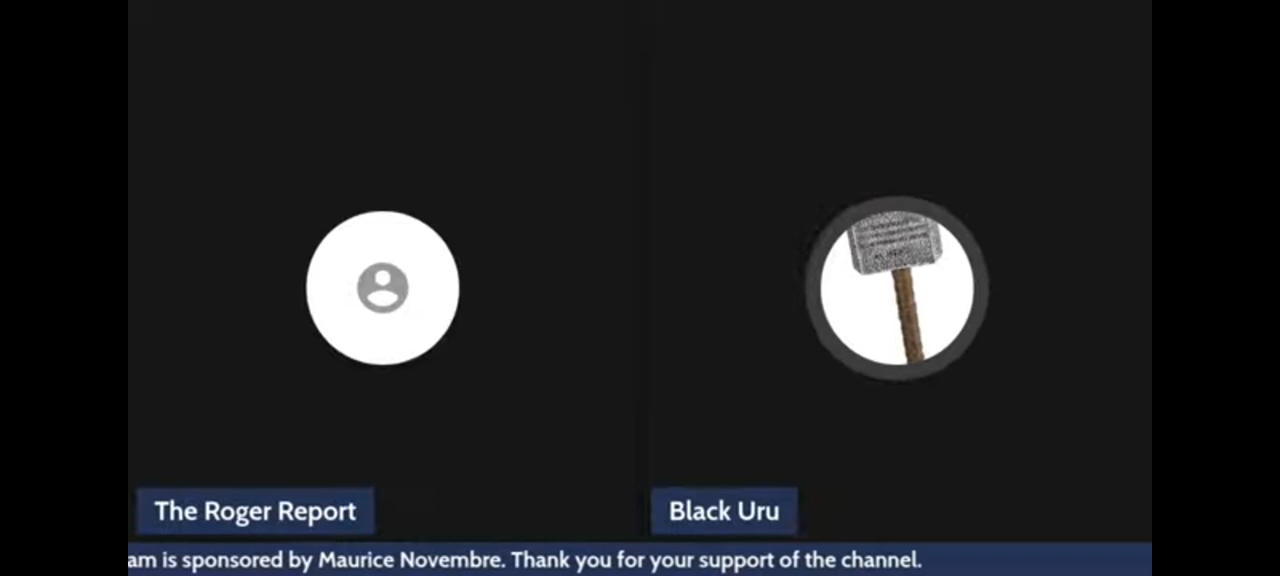 The Roger Report
Black Uru
am is sponsored by Maurice Novembre. Thank you for your support of the channel.